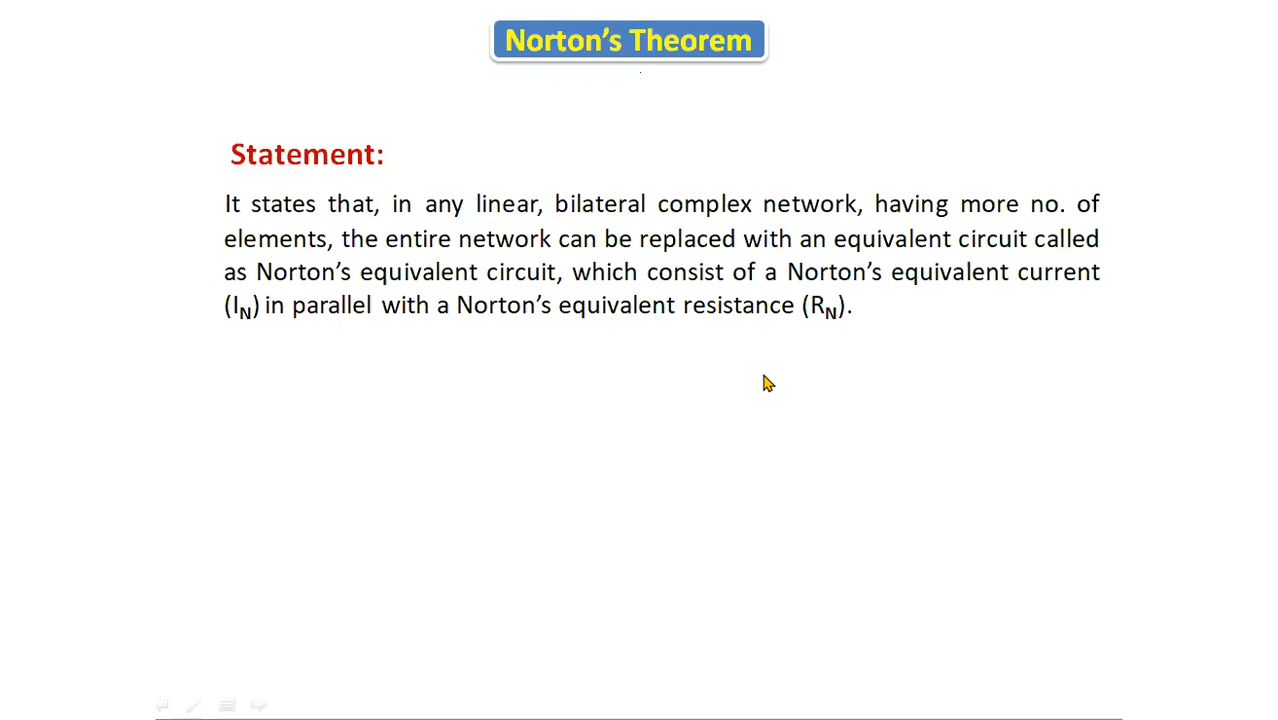 Norton’s Theorem
Statement:
It states that, in any linear, bilateral complex network, having more no. of
elements, the entire network can be replaced with an equivalent circuit called
as Norton’s equivalent circuit, which consist of a Norton’s equivalent current
(IN) in parallel with a Norton’s equivalent resistance (RN).